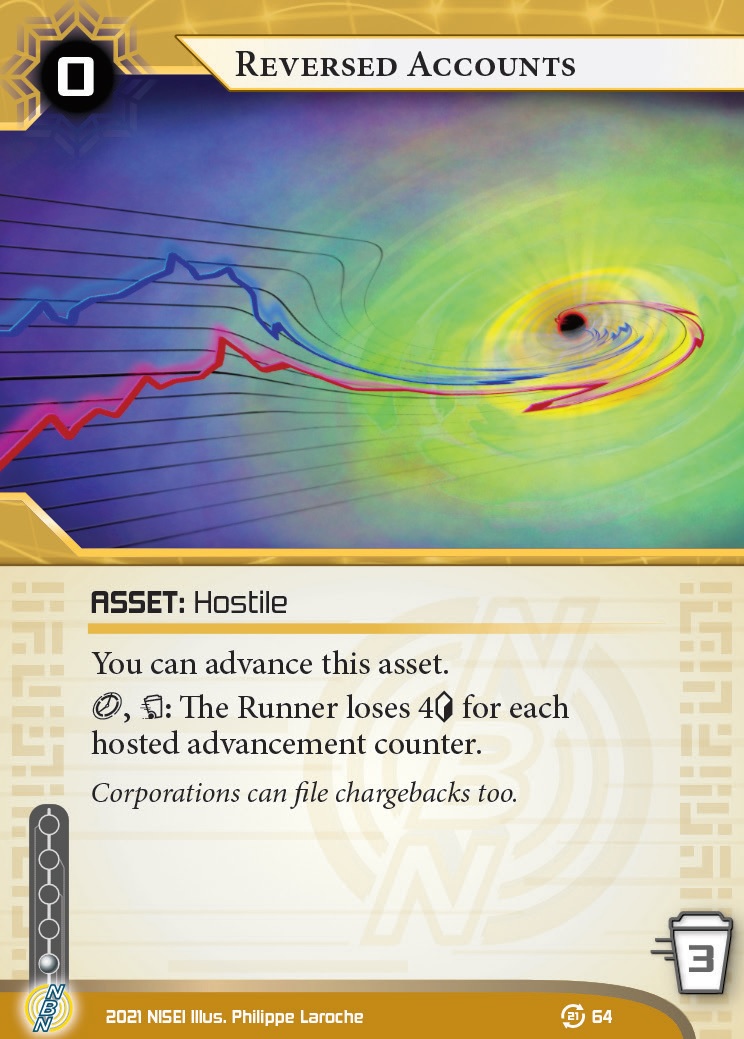 0
REVERSED ACCOUNTS
ASSET: Hostile
You can advance this asset.
, : The Runner loses 4 for each
hosted advancement counter.
Corporations can file chargebacks too.
3
NBN
2021 NISEI Illus. Philippe Laroche
21 64